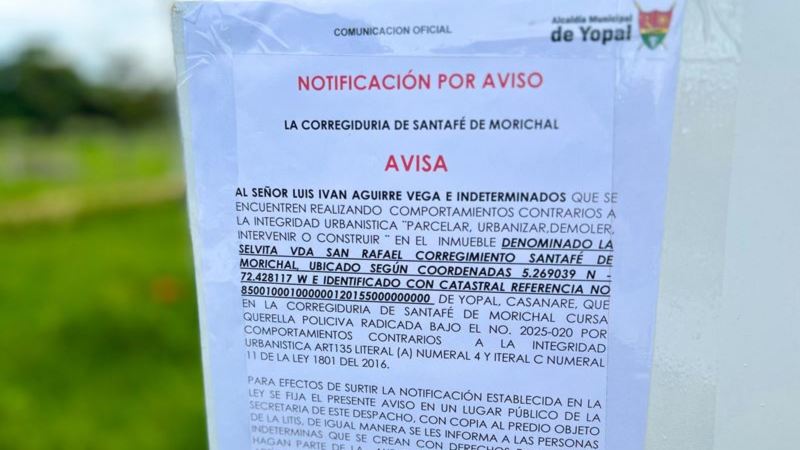 COMUNICACION OFICIAL
Alcaldía Municipal
de Yopal
NOTIFICACIÓN POR AVISO
LA CORREGIDURIA DE SANTAFÉ DE MORICHAL
AVISA
AL SEÑOR LUIS IVAN AGUIRRE VEGA E INDETERMINADOS QUE SE
ENCUENTREN REALIZANDO COMPORTAMIENTOS CONTRARIOS A
LA INTEGRIDAD URBANISTICA ¨PARCELAR, URBANIZAR,DEMOLER,
INTERVENIR O CONSTRUIR¨ EN EL INMUEBLE DENOMINADO LA
SELVITA VDA SAN RAFAEL CORREGIMIENTO SANTAFÉ DE
MORICHAL, UBICADO SEGÚN COORDENADAS 5.269039 N -
72.428117 W E IDENTIFICADO CON CATASTRAL REFERENCIA NO
850010001000000120155000000000 DE YOPAL, CASANARE, QUE
EN LA CORREGIDURIA DE SANTAFÉ DE MORICHAL CURSA
QUERELLA POLICIVA RADICADA BAJO EL NO. 2025-020 POR
COMPORTAMIENTOS CONTRARIOS A LA INTEGRIDAD
URBANISTICA ART135 LITERAL (A) NUMERAL 4 Y ITERAL C NUMERAL
11 DE LA LEY 1801 DEL 2016.
PARA EFECTOS DE SURTIR LA NOTIFICACIÓN ESTABLECIDA EN LA
LEY SE FIJA EL PRESENTE AVISO EN UN LUGAR PÚBLICO DE LA
SECRETARIA DE ESTE DESPACHO, CON COPIA AL PREDIO OBJETO
DE LA LITIS, DE IGUAL MANERA SE LES INFORMA A LAS PERSONAS
INDETERMINAS QUE SE CREAN CON DERECHOS
HAGAN PARTE DE LA